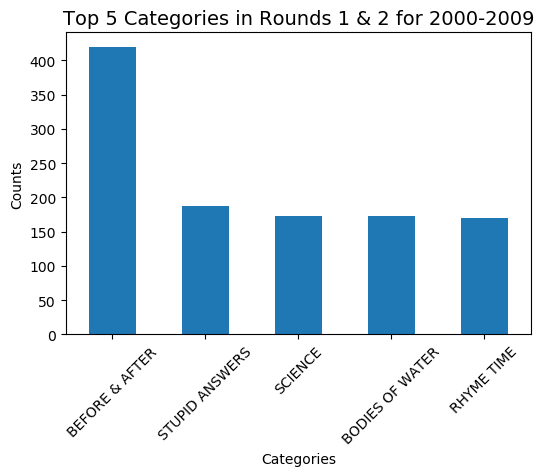 Top 5 Categories in Rounds 1 & 2 for 2000-2009
400
350
300
250
200
150
100
50
0
Counts
BEFORE & AFTER
STUPID ANSWERS
SCIENCE
BODIES OF WATER
RHYME TIME
Categories